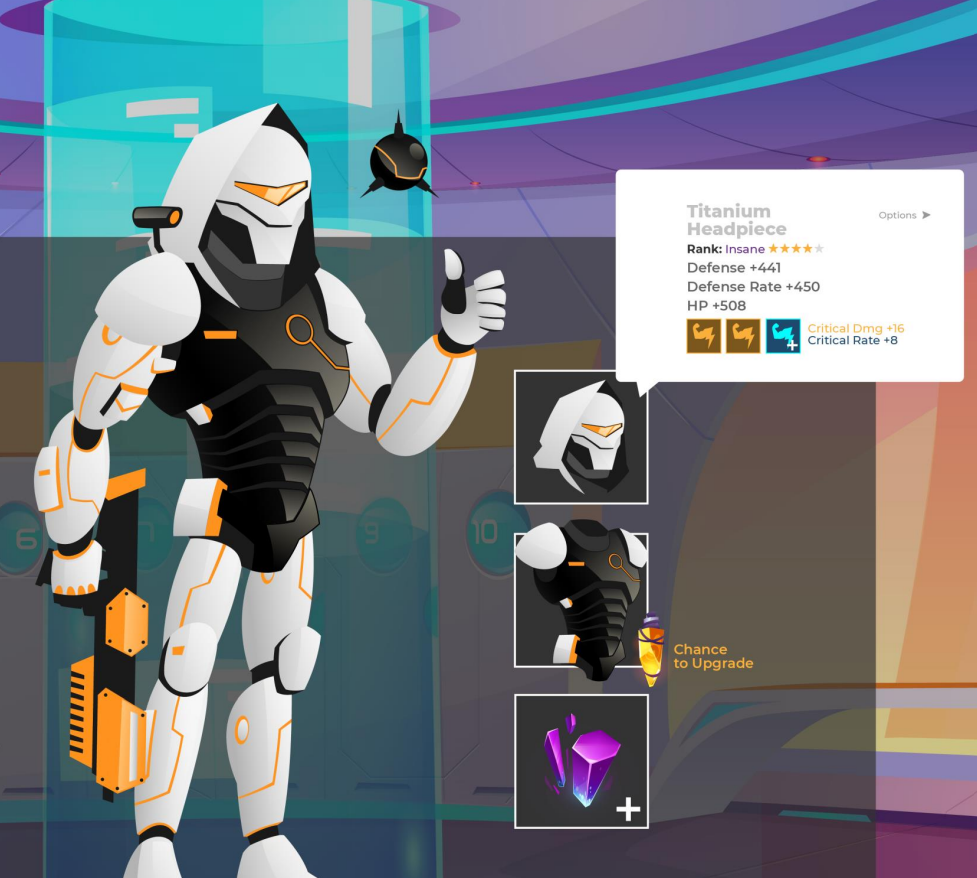 Titanium
Headpiece
Options
Rank: Insane
Defense +441
Defense Rate +450
HP +508
Critical Dmg +16
Critical Rate +8
6
7
9
10
Chance
to Upgrade